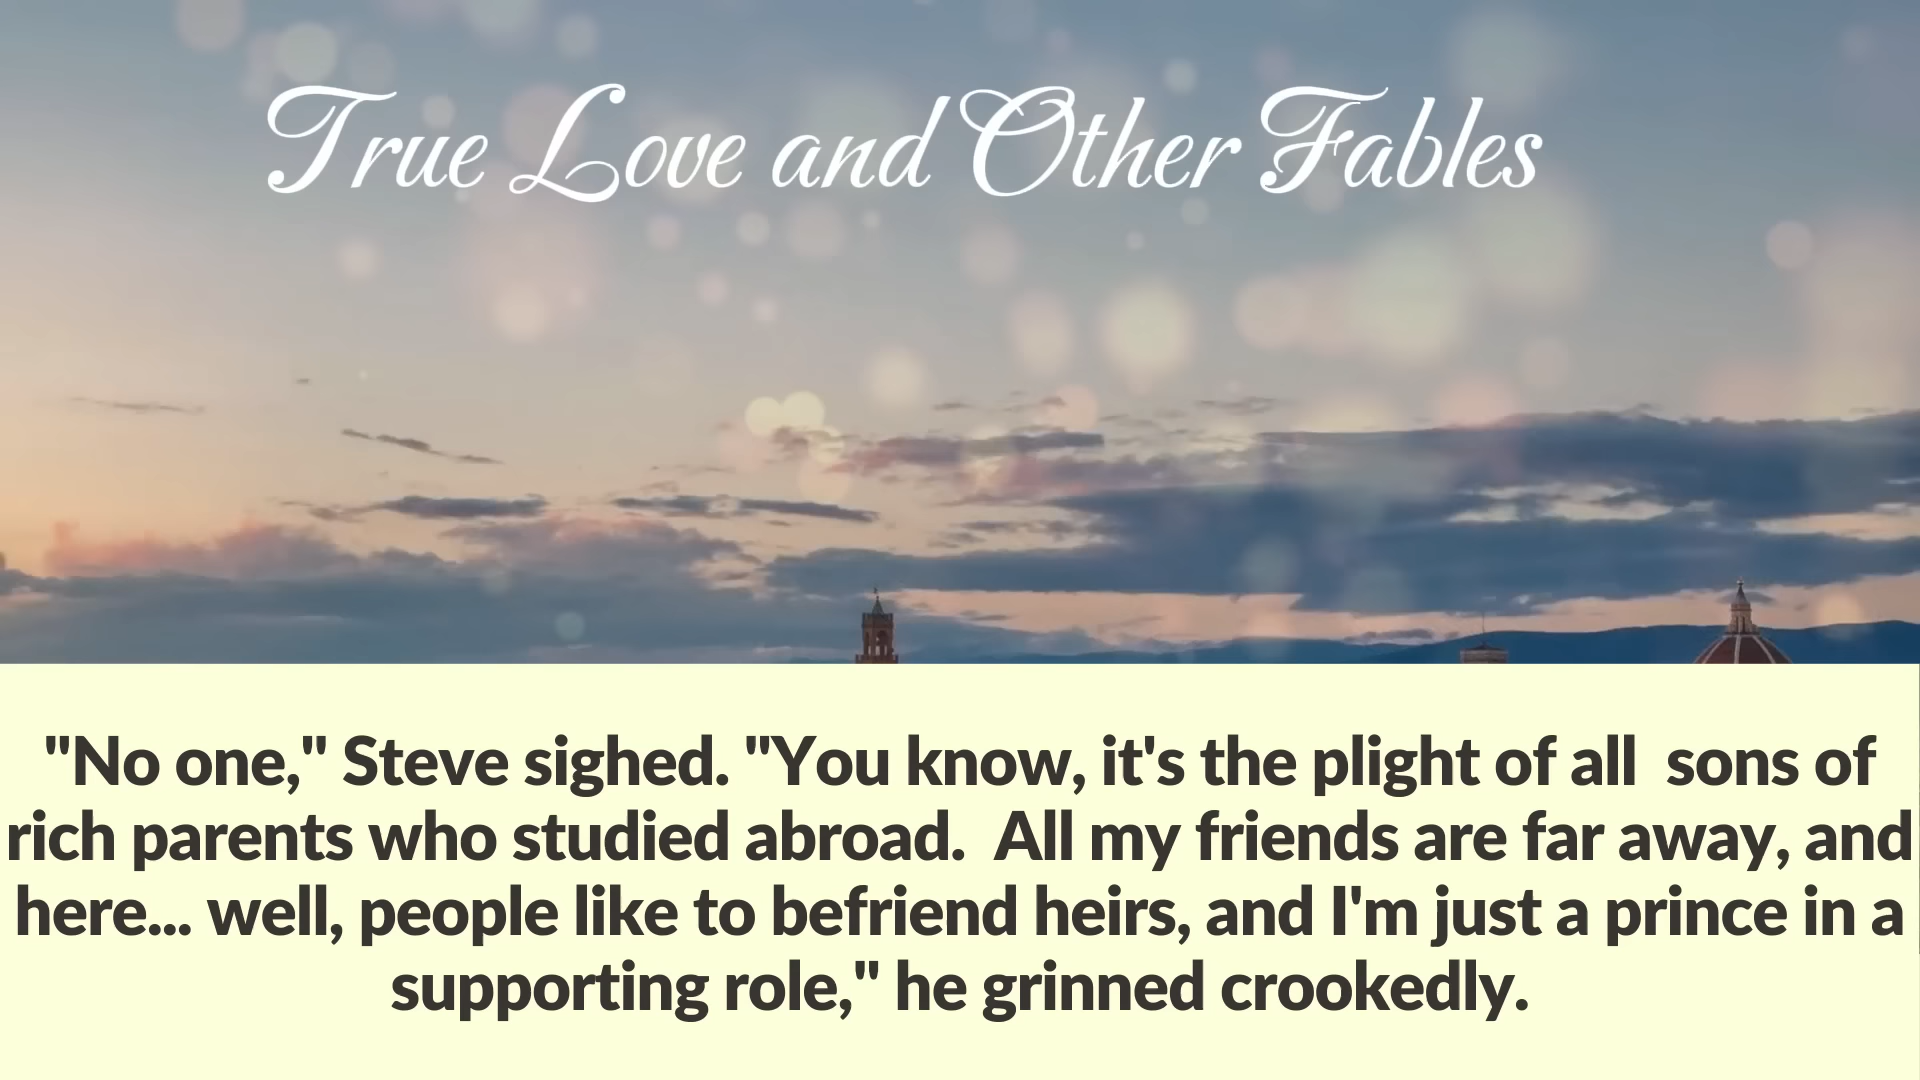 True Love and Other Fables
"No one," Steve sighed. "You know, it's the plight of all  sons of
rich parents who studied abroad.  All my friends are far away, and
here... well, people like to befriend heirs, and I'm just a prince in a
supporting role," he grinned crookedly.